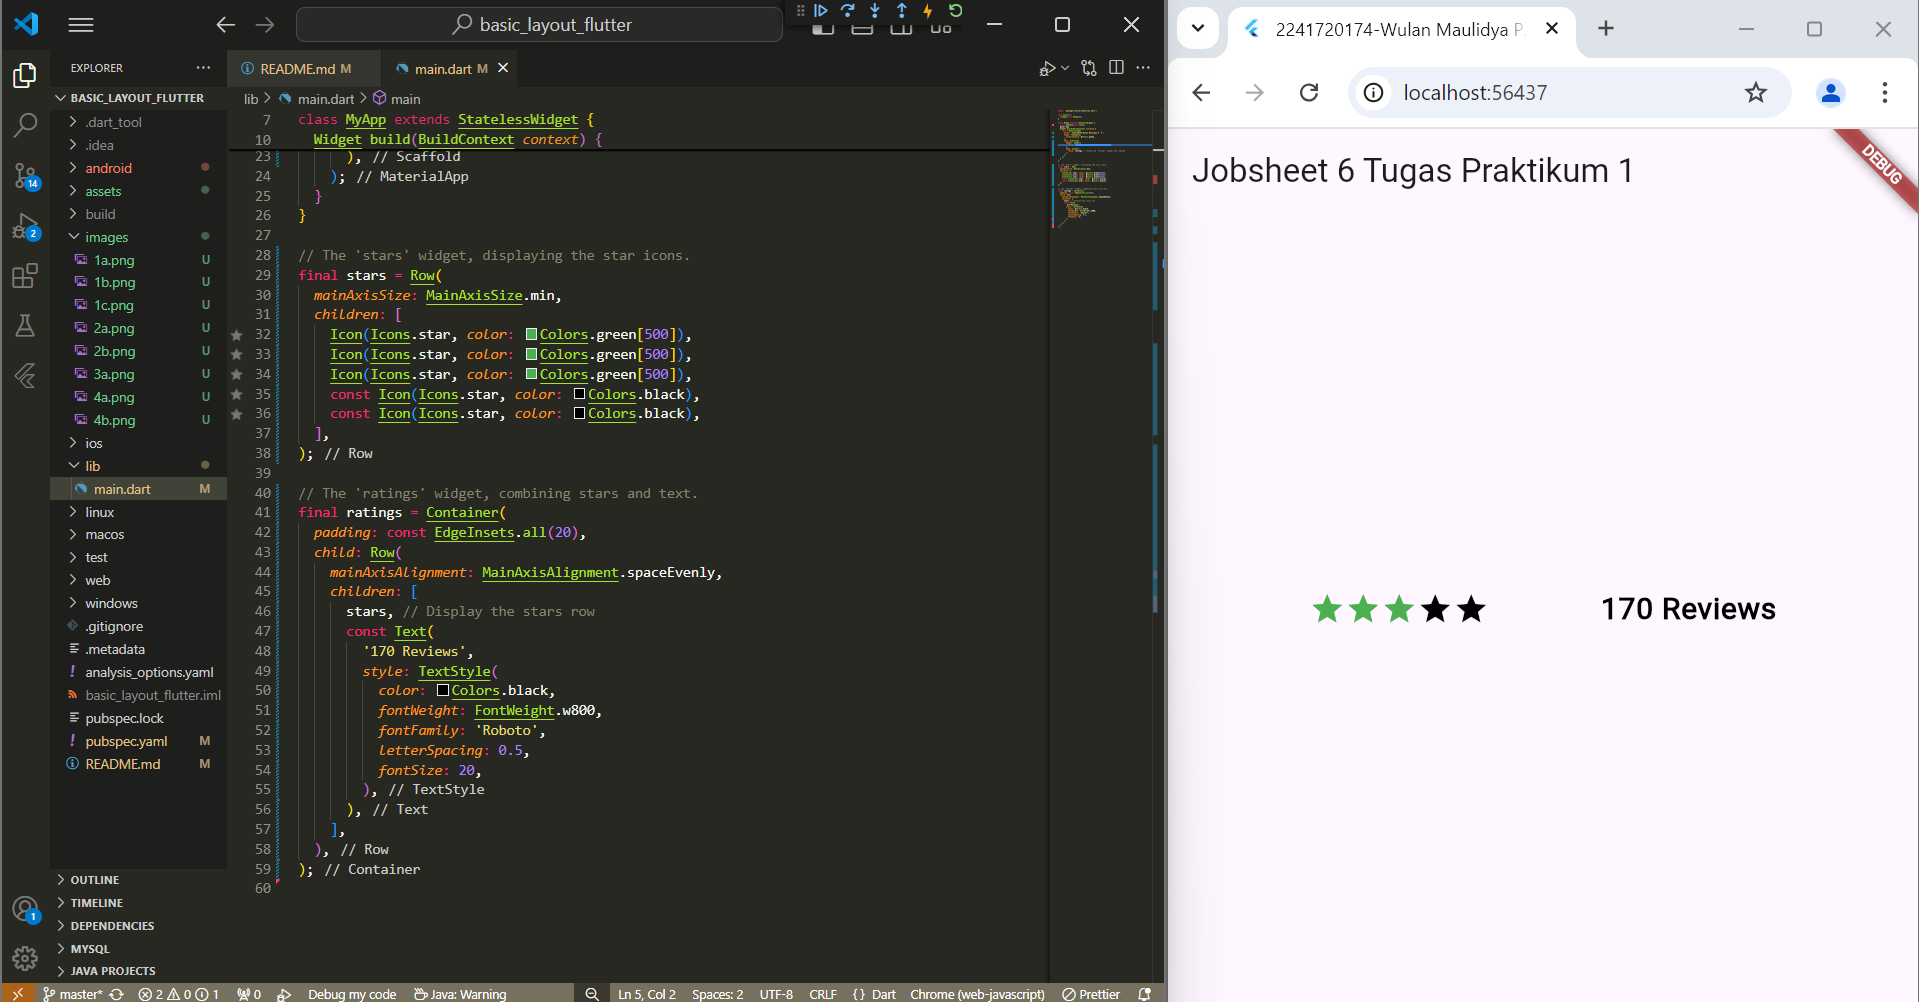 basic_layout_flutter
EXPLORER
BASIC_LAYOUT_FLUTTER
.dart_tool
.idea
android
assets
build
images
1a.png U
1b.png U
1c.png U
2a.png U
2b.png U
3a.png U
4a.png U
4b.png U
ios
lib
main.dart M
linux
macos
test
web
windows
.gitignore
.metadata
analysis_options.yaml
basic_layout_flutter.iml
pubspec.lock
pubspec.yaml M
README.md M
OUTLINE
TIMELINE
DEPENDENCIES
MYSQL
JAVA PROJECTS
14
2
1
README.md M
main.dart M
lib > main.dart > main
7 class MyApp extends StatelessWidget {
10 Widget build(BuildContext context) {
23 ), // Scaffold
24 ); // MaterialApp
25 }
26 }
27
28 // The 'stars' widget, displaying the star icons.
29 final stars = Row(
30 mainAxisSize: MainAxisSize.min,
31 children: [
32 Icon(Icons.star, color: Colors.green[500]),
33 Icon(Icons.star, color: Colors.green[500]),
34 Icon(Icons.star, color: Colors.green[500]),
35 const Icon(Icons.star, color: Colors.black),
36 const Icon(Icons.star, color: Colors.black),
37 ],
38 ); // Row
39
40 // The 'ratings' widget, combining stars and text.
41 final ratings = Container(
42 padding: const EdgeInsets.all(20),
43 child: Row(
44 mainAxisAlignment: MainAxisAlignment.spaceEvenly,
45 children: [
46 stars, // Display the stars row
47 const Text(
48 '170 Reviews',
49 style: TextStyle(
50 color: Colors.black,
51 fontWeight: FontWeight.w800,
52 fontFamily: 'Roboto',
53 letterSpacing: 0.5,
54 fontSize: 20,
55 ), // TextStyle
56 ), // Text
57 ],
58 ), // Row
59 ); // Container
60
master* 2 0 1 0 Debug my code Java: Warning Ln 5, Col 2 Spaces: 2 UTF-8 CRLF { } Dart Chrome (web-javascript) Prettier
2241720174-Wulan Maulidya P
localhost:56437
DEBUG
Jobsheet 6 Tugas Praktikum 1
170 Reviews